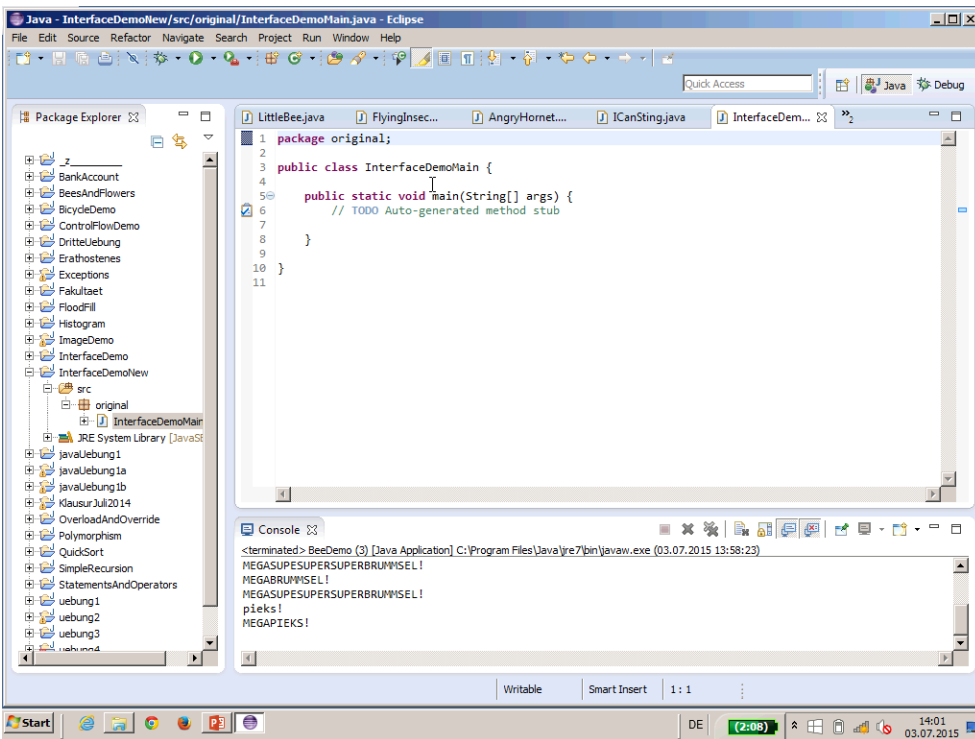 Java - InterfaceDemoNew/src/original/InterfaceDemoMain.java - Eclipse
File Edit Source Refactor Navigate Search Project Run Window Help
Quick Access
Java
Debug
Package Explorer
_z_________
BankAccount
BeesAndFlowers
BicycleDemo
ControlFlowDemo
DritteUebung
Erathostenes
Exceptions
Fakultaet
FloodFill
Histogram
ImageDemo
InterfaceDemo
InterfaceDemoNew
src
original
InterfaceDemoMain
JRE System Library [JavaSE
javaUebung1
javaUebung1a
javaUebung1b
KlausurJuli2014
OverloadAndOverride
Polymorphism
QuickSort
SimpleRecursion
StatementsAndOperators
uebung1
uebung2
uebung3
uebung4
LittleBee.java FlyingInsec... AngryHornet.... ICanSting.java InterfaceDem... »2
1 package original;
2
3 public class InterfaceDemoMain {
4
5 public static void main(String[] args) {
6 // TODO Auto-generated method stub
7
8 }
9
10 }
11
Console
<terminated> BeeDemo (3) [Java Application] C:\Program Files\Java\jre7\bin\javaw.exe (03.07.2015 13:58:23)
MEGASUPESUPERSUPERBRUMMSEL!
MEGABRUMMSEL!
MEGASUPESUPERSUPERBRUMMSEL!
pieks!
MEGAPIEKS!
Writable Smart Insert 1 : 1
Start DE (2:08) 14:01
03.07.2015